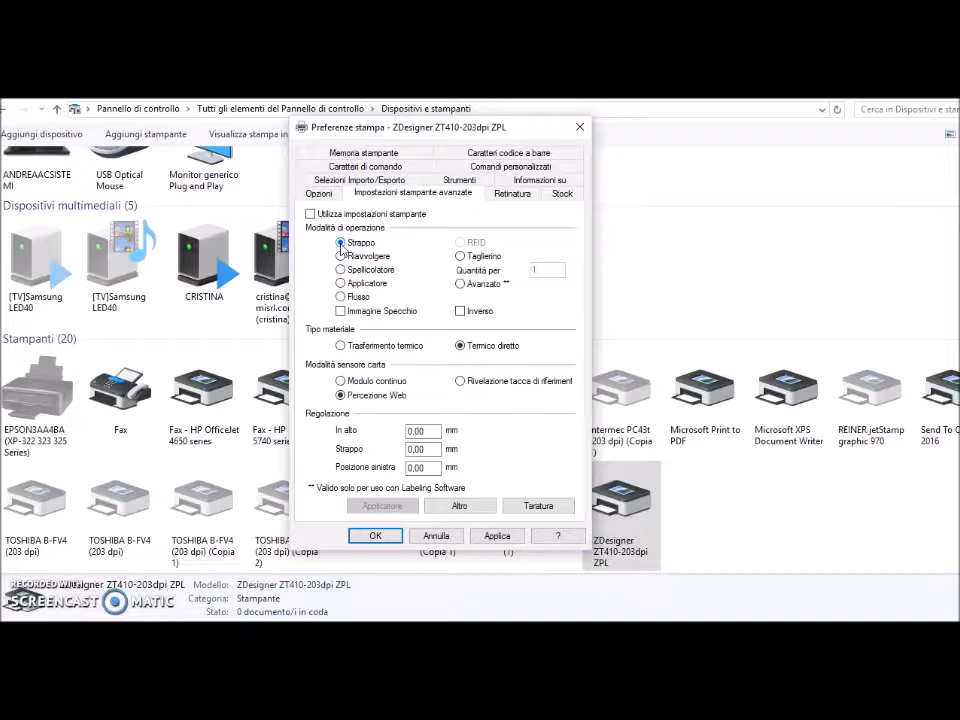 Pannello di controllo > Tutti gli elementi del Pannello di controllo > Dispositivi e stampanti
Cerca in Dispositivi e
Aggiungi dispositivo
Aggiungi stampante
Visualizza stampa in
ANDREAACSISTE
MI
USB Optical
Mouse
Monitor generico
Plug and Play
Dispositivi multimediali (5)
[TV]Samsung
LED40
[TV]Samsung
LED40
CRISTINA
cristina@
misrl.co
(cristina)
Stampanti (20)
EPSON3AA4BA
(XP-322 323 325
Series)
Fax
Fax - HP OfficeJet
4650 series
Fax - HP
5740 series
PC43t
(203 dpi) (Copia
)
Microsoft Print to
PDF
Microsoft XPS
Document Writer
REINER jetStamp
graphic 970
Send To
2016
TOSHIBA B-FV4
(203 dpi)
TOSHIBA B-FV4
(203 dpi)
TOSHIBA B-FV4
(203 dpi) (Copia
1)
TOSHIBA
(203 dpi)
2)
(Copia 1)
(1)
ZDesigner
ZT410-203dpi
ZPL
Preferenze stampa - ZDesigner ZT410-203dpi ZPL
Memoria stampante
Caratteri codice a barre
Caratteri di comando
Comandi personalizzati
Selezioni Importo/Esporto
Strumenti
Informazioni su
Opzioni
Impostazioni stampante avanzate
Retinatura
Stock
Utilizza impostazioni stampante
Modalità di operazione
Strappo
RFID
Riavvolgere
Taglierino
Spellicolatore
Quantità per
1
Applicatore
Avanzato **
Flusso
Immagine Specchio
Inverso
Tipo materiale
Trasferimento termico
Termico diretto
Modalità sensore carta
Modulo continuo
Rivelazione tacca di riferiment
Percezione Web
Regolazione
In alto
0,00
mm
Strappo
0,00
mm
Posizione sinistra
0,00
mm
** Valido solo per uso con Labeling Software
Applicatore
Altro
Taratura
OK
Annulla
Applica
?
ZT410-203dpi ZPL
Modello:
ZDesigner ZT410-203dpi ZPL
Categoria:
Stampante
Stato:
0 documento/i in coda
RECORDED WITH
SCREENCAST
MATIC